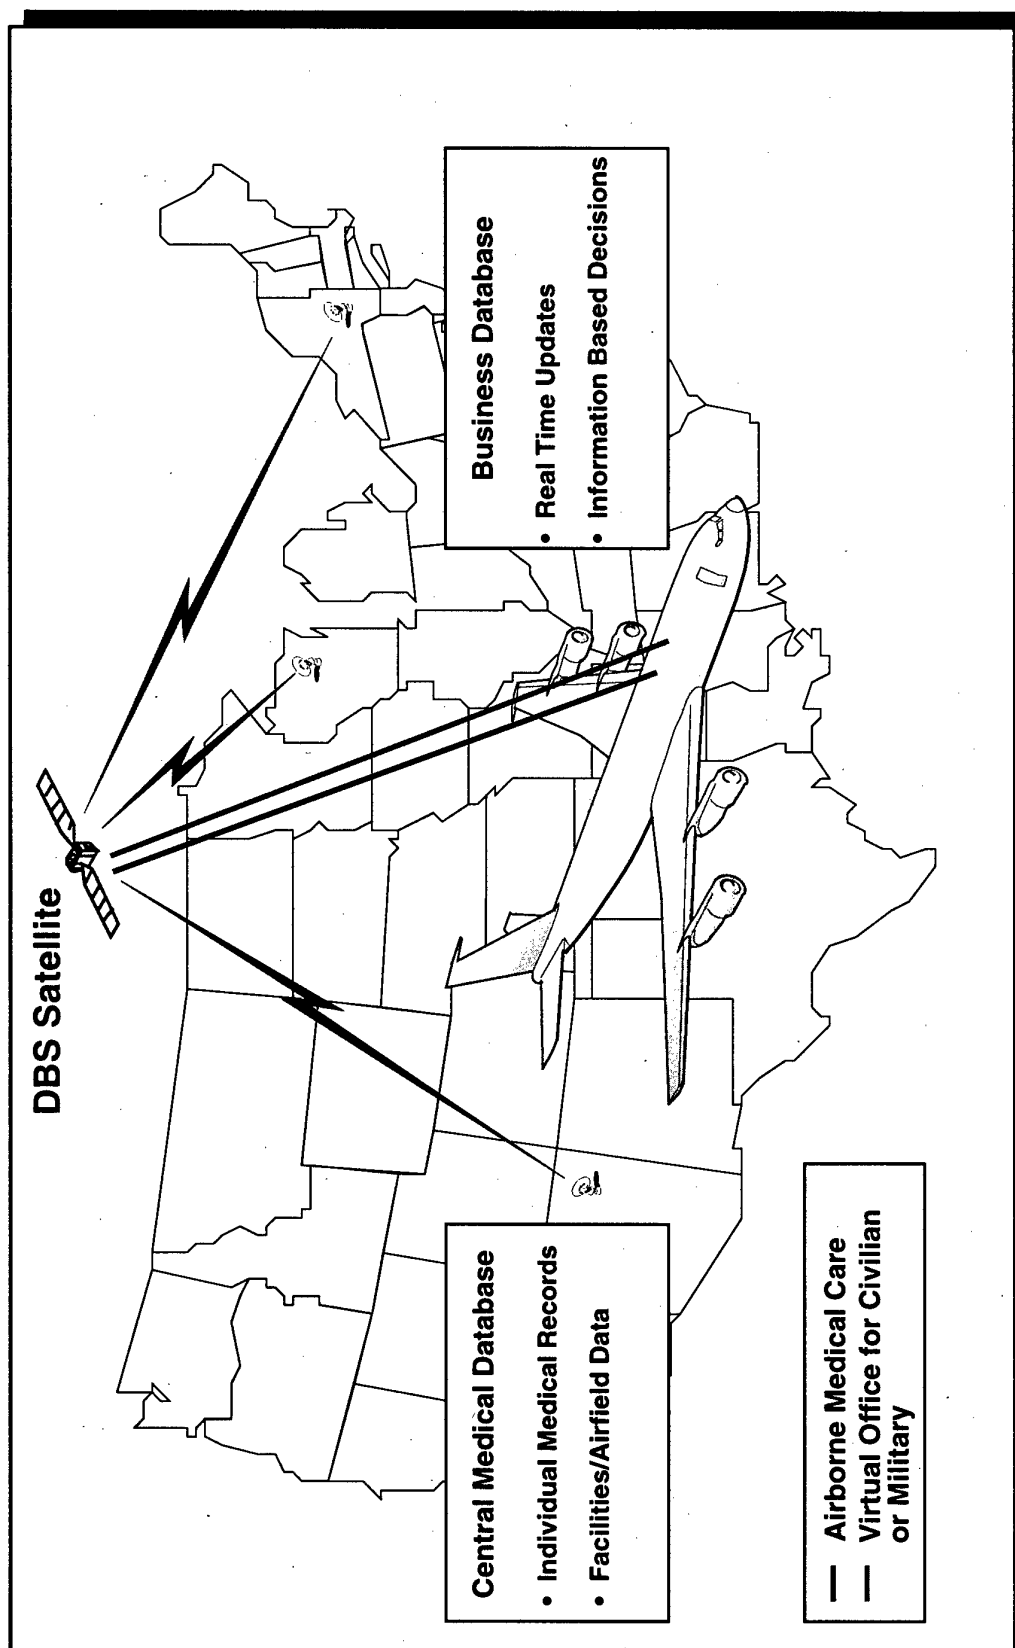 DBS Satellite
Central Medical Database
• Individual Medical Records
• Facilities/Airfield Data
Business Database
• Real Time Updates
• Information Based Decisions
Airborne Medical Care
Virtual Office for Civilian
or Military